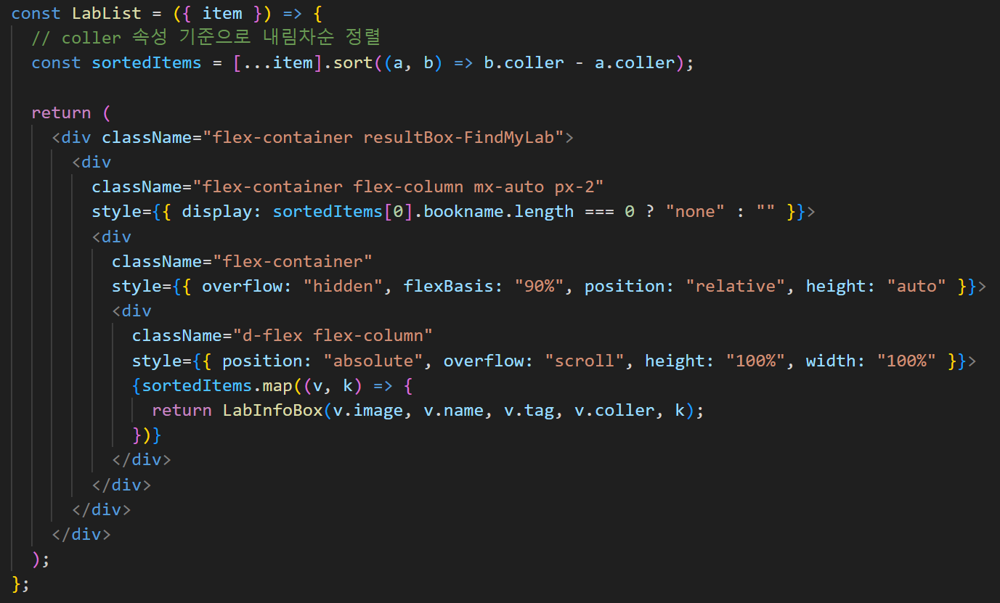 const LabList = ({ item }) => {
// coller 속성 기준으로 내림차순 정렬
const sortedItems = [...item].sort((a, b) => b.coller - a.coller);
return (
<div className="flex-container resultBox-FindMyLab">
<div
className="flex-container flex-column mx-auto px-2"
style={{ display: sortedItems[0].bookname.length === 0 ? "none" : "" }}>
<div
className="flex-container"
style={{ overflow: "hidden", flexBasis: "90%", position: "relative", height: "auto" }}>
<div
className="d-flex flex-column"
style={{ position: "absolute", overflow: "scroll", height: "100%", width: "100%" }}>
{sortedItems.map((v, k) => {
return LabInfoBox(v.image, v.name, v.tag, v.coller, k);
})}
</div>
</div>
</div>
</div>
);
};